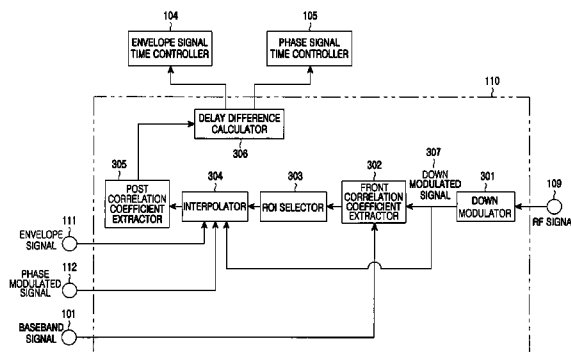 104
105
ENVELOPE SIGNAL
TIME CONTROLLER
PHASE SIGNAL
TIME CONTROLLER
110
DELAY DIFFERENCE
CALCULATOR
306
305
POST
CORRELATION
COEFFICIENT
EXTRACTOR
304
INTERPOLATOR
303
ROI SELECTOR
302
FRONT
CORRELATION
COEFFICIENT
EXTRACTOR
307
DOWN
MODULATED
SIGNAL
301
DOWN
MODULATOR
109
RF SIGNAL
111
ENVELOPE
SIGNAL
112
PHASE
MODULATED
SIGNAL
101
BASEBAND
SIGNAL